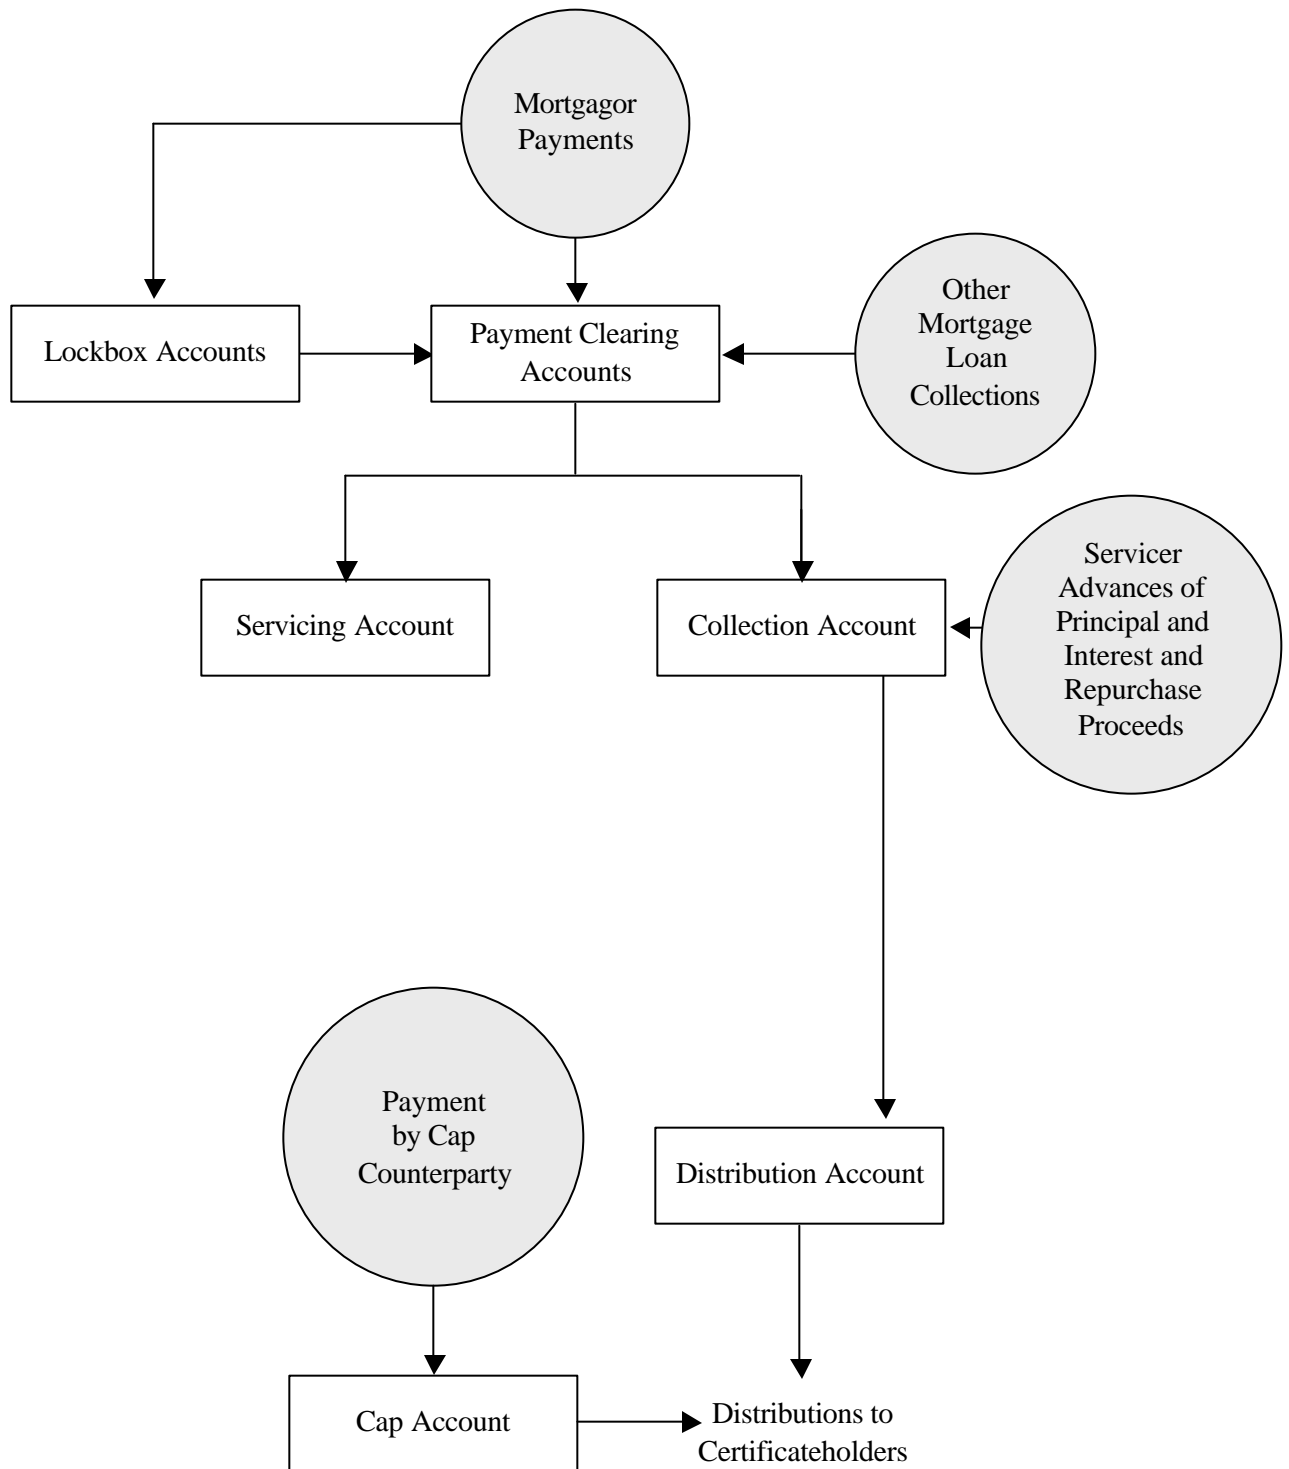 Mortgagor
Payments
Lockbox Accounts
Payment Clearing
Accounts
Other
Mortgage
Loan
Collections
Servicing Account
Collection Account
Servicer
Advances of
Principal and
Interest and
Repurchase
Proceeds
Payment
by Cap
Counterparty
Distribution Account
Cap Account
Distributions to
Certificateholders